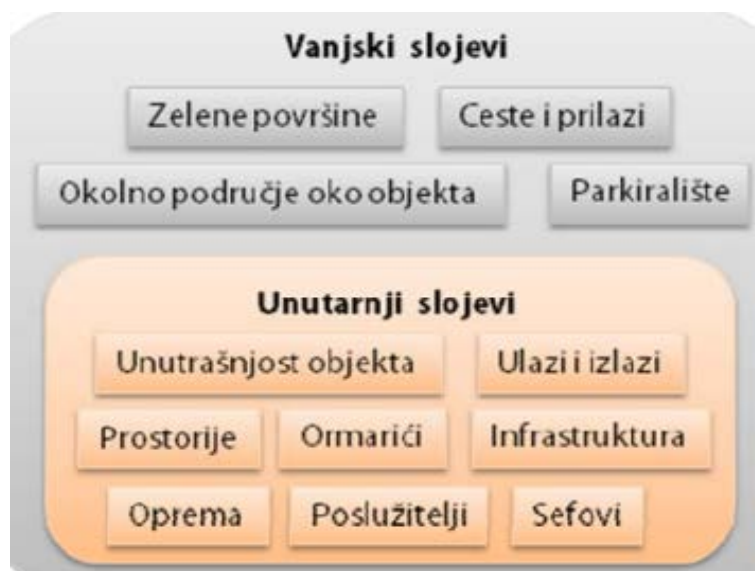 Vanjski slojevi
Zelene površine
Ceste i prilazi
Okolno područje oko objekta
Parkiralište
Unutarnji slojevi
Unutrašnjost objekta
Ulazi i izlazi
Prostorije
Ormarići
Infrastruktura
Oprema
Poslužitelji
Sefovi